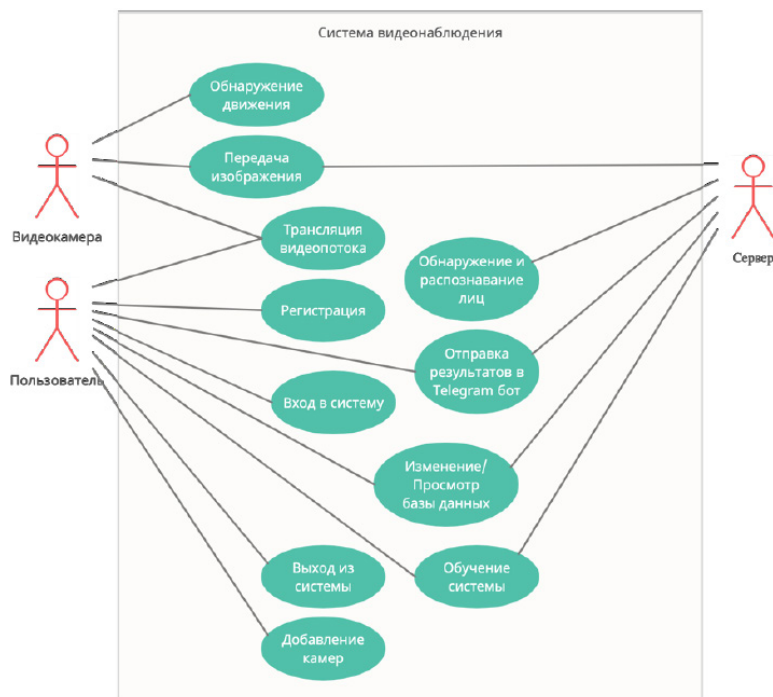 Система видеонаблюдения
Обнаружение
движения
Передача
изображения
Видеокамера
Трансляция
видеопотока
Обнаружение и
распознавание
лиц
Сервер
Регистрация
Пользователь
Отправка
результатов в
Telegram бот
Вход в систему
Изменение/
Просмотр
базы данных
Выход из
системы
Обучение
системы
Добавление
камер